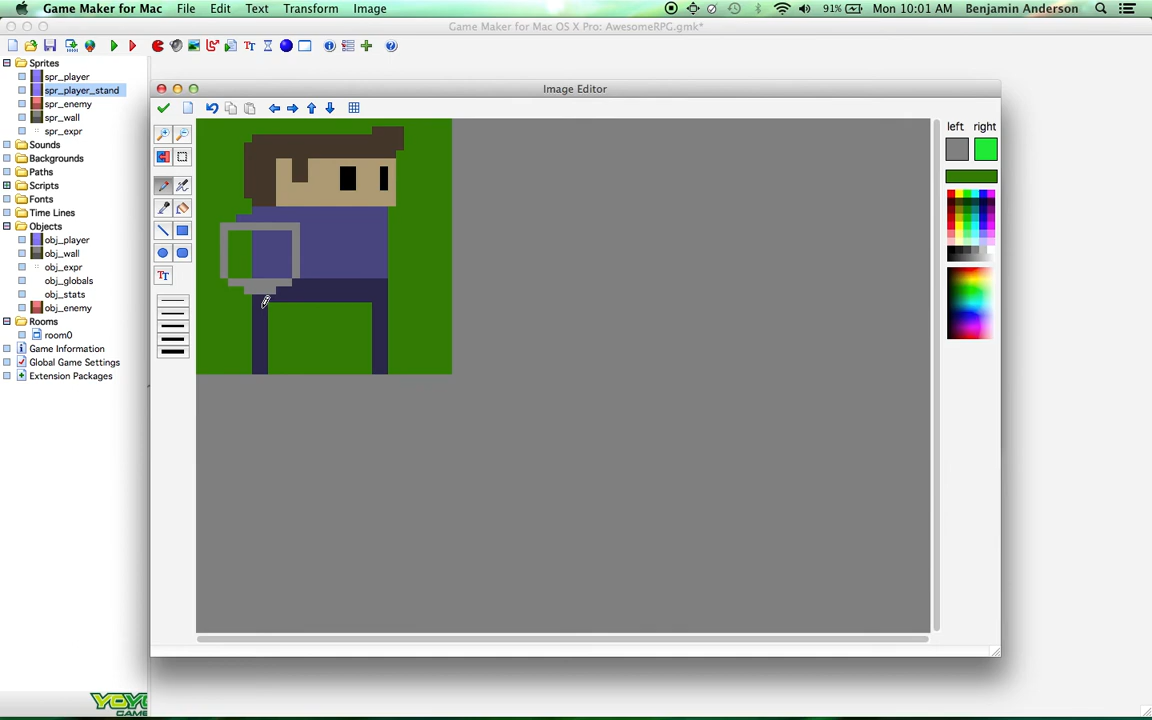 Game Maker for Mac File Edit Text Transform Image 91% Mon 10:01 AM Benjamin Anderson
Game Maker for Mac OS X Pro: AwesomeRPG.gmk*
Sprites
spr_player
spr_player_stand
spr_enemy
spr_wall
spr_expr
Sounds
Backgrounds
Paths
Scripts
Fonts
Time Lines
Objects
obj_player
obj_wall
obj_expr
obj_globals
obj_stats
obj_enemy
Rooms
room0
Game Information
Global Game Settings
Extension Packages
Image Editor
left right
YOYO
GAME